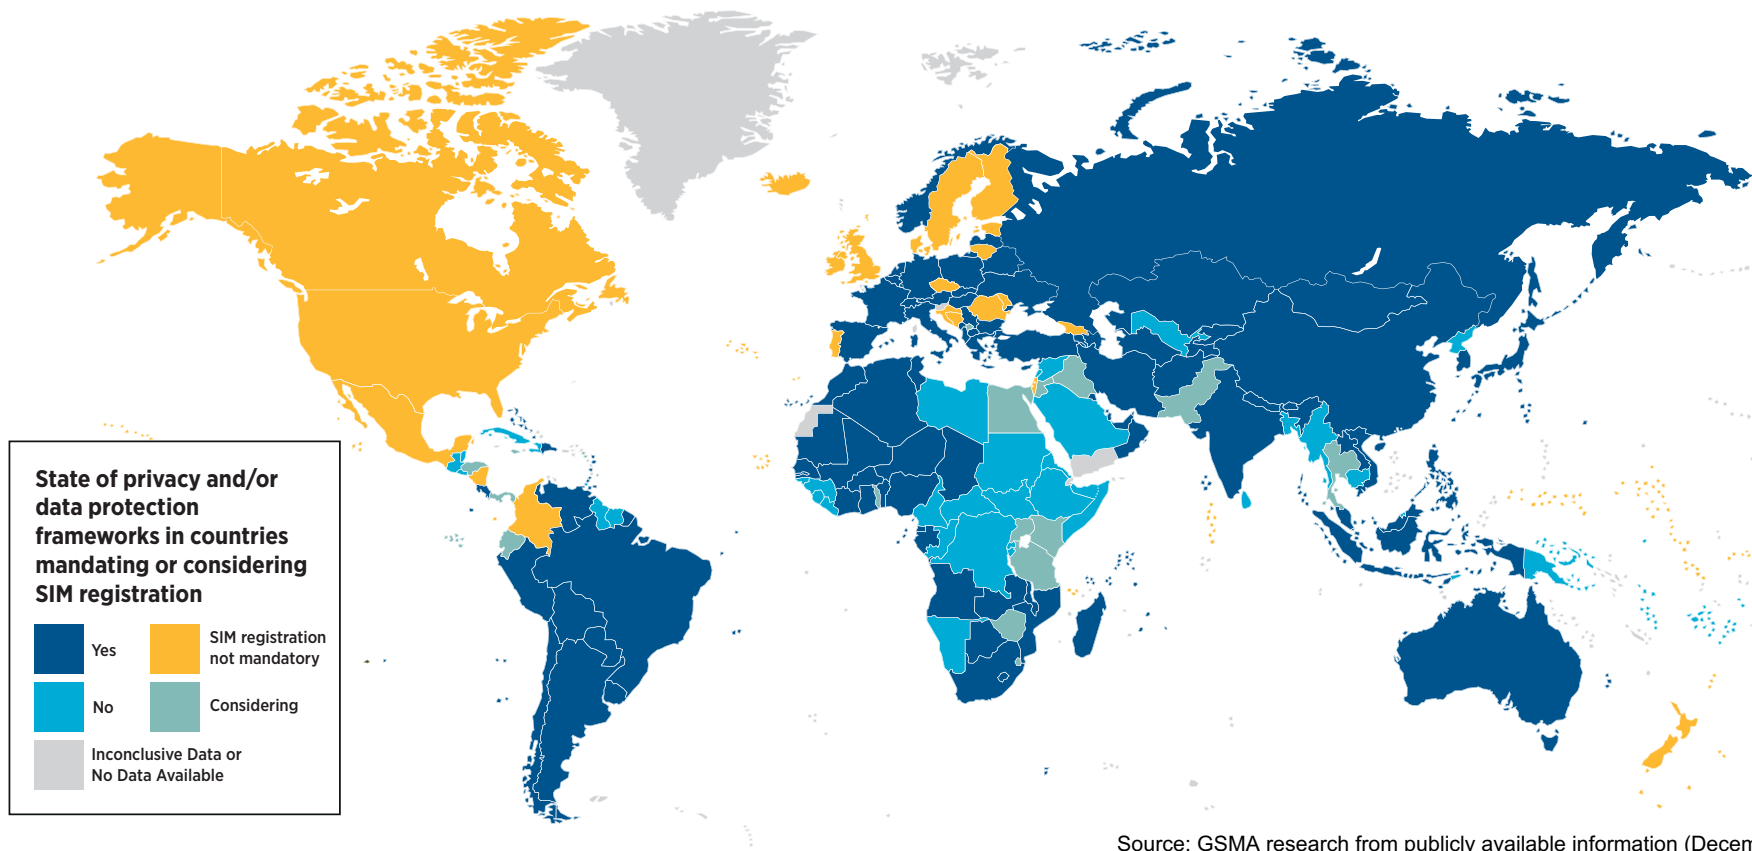 State of privacy and/or
data protection
frameworks in countries
mandating or considering
SIM registration
Yes
SIM registration
not mandatory
No
Considering
Inconclusive Data or
No Data Available
Source: GSMA research from publicly available information (Decem